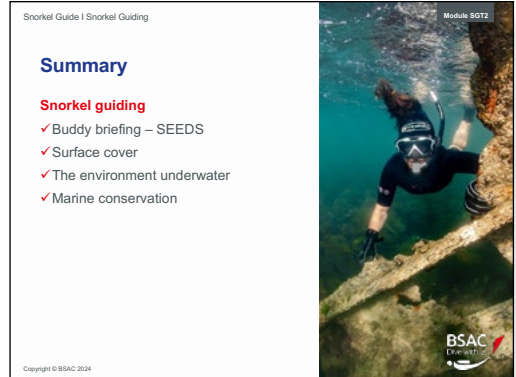 Snorkel Guide I Snorkel Guiding
Module SGT2
Summary
Snorkel guiding
✓Buddy briefing – SEEDS
✓Surface cover
✓The environment underwater
✓Marine conservation
BSAC
Dive with us
Copyright © BSAC 2024